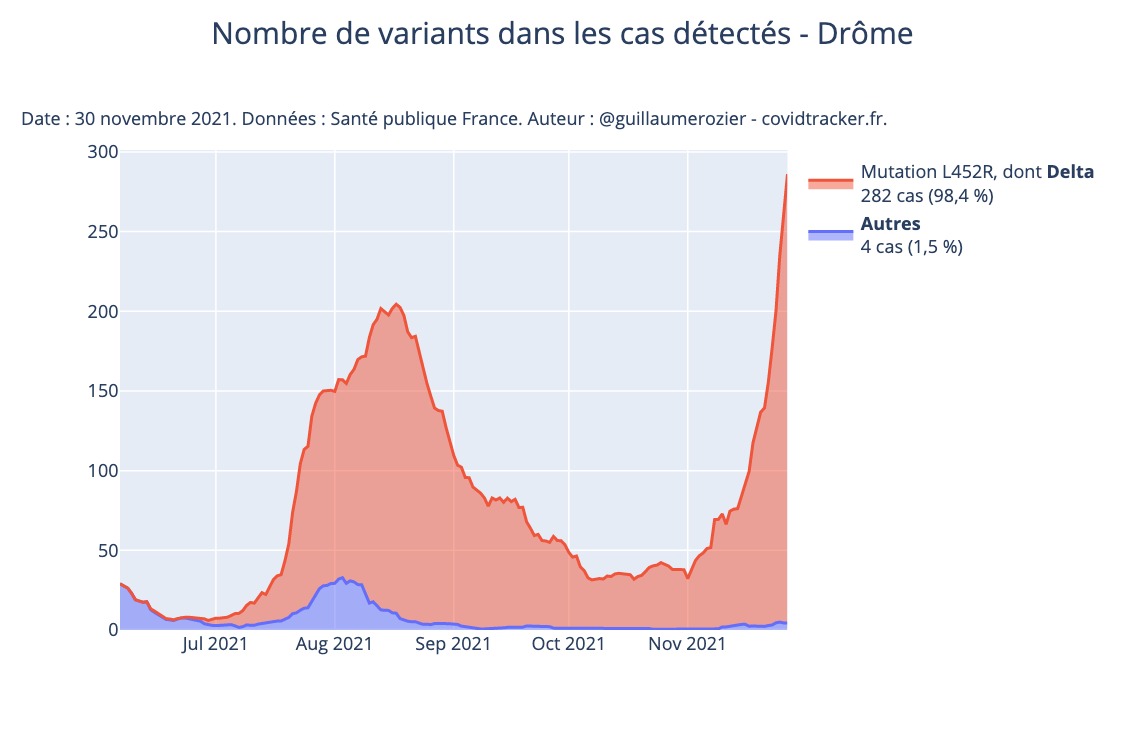 Nombre de variants dans les cas détectés - Drôme
Date : 30 novembre 2021. Données : Santé publique France. Auteur : @guillaumerozier - covidtracker.fr.
300
250
200
150
100
50
0
Jul 2021
Aug 2021
Sep 2021
Oct 2021
Nov 2021
Mutation L452R, dont Delta
282 cas (98,4 %)
Autres
4 cas (1,5 %)